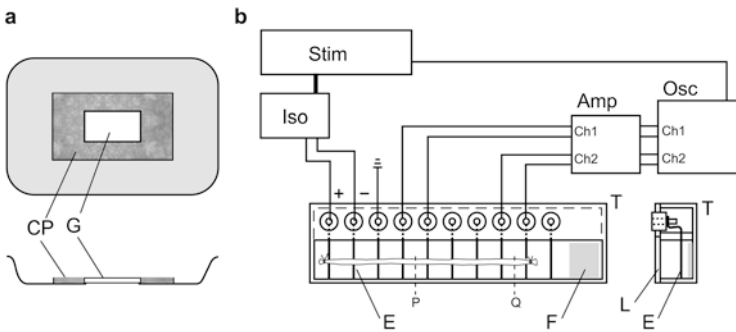 a
CP G
b
Stim
Iso
Amp
Osc
Ch1
Ch2
Ch1
Ch2
+ −
T
E
P
Q
F
T
L
E